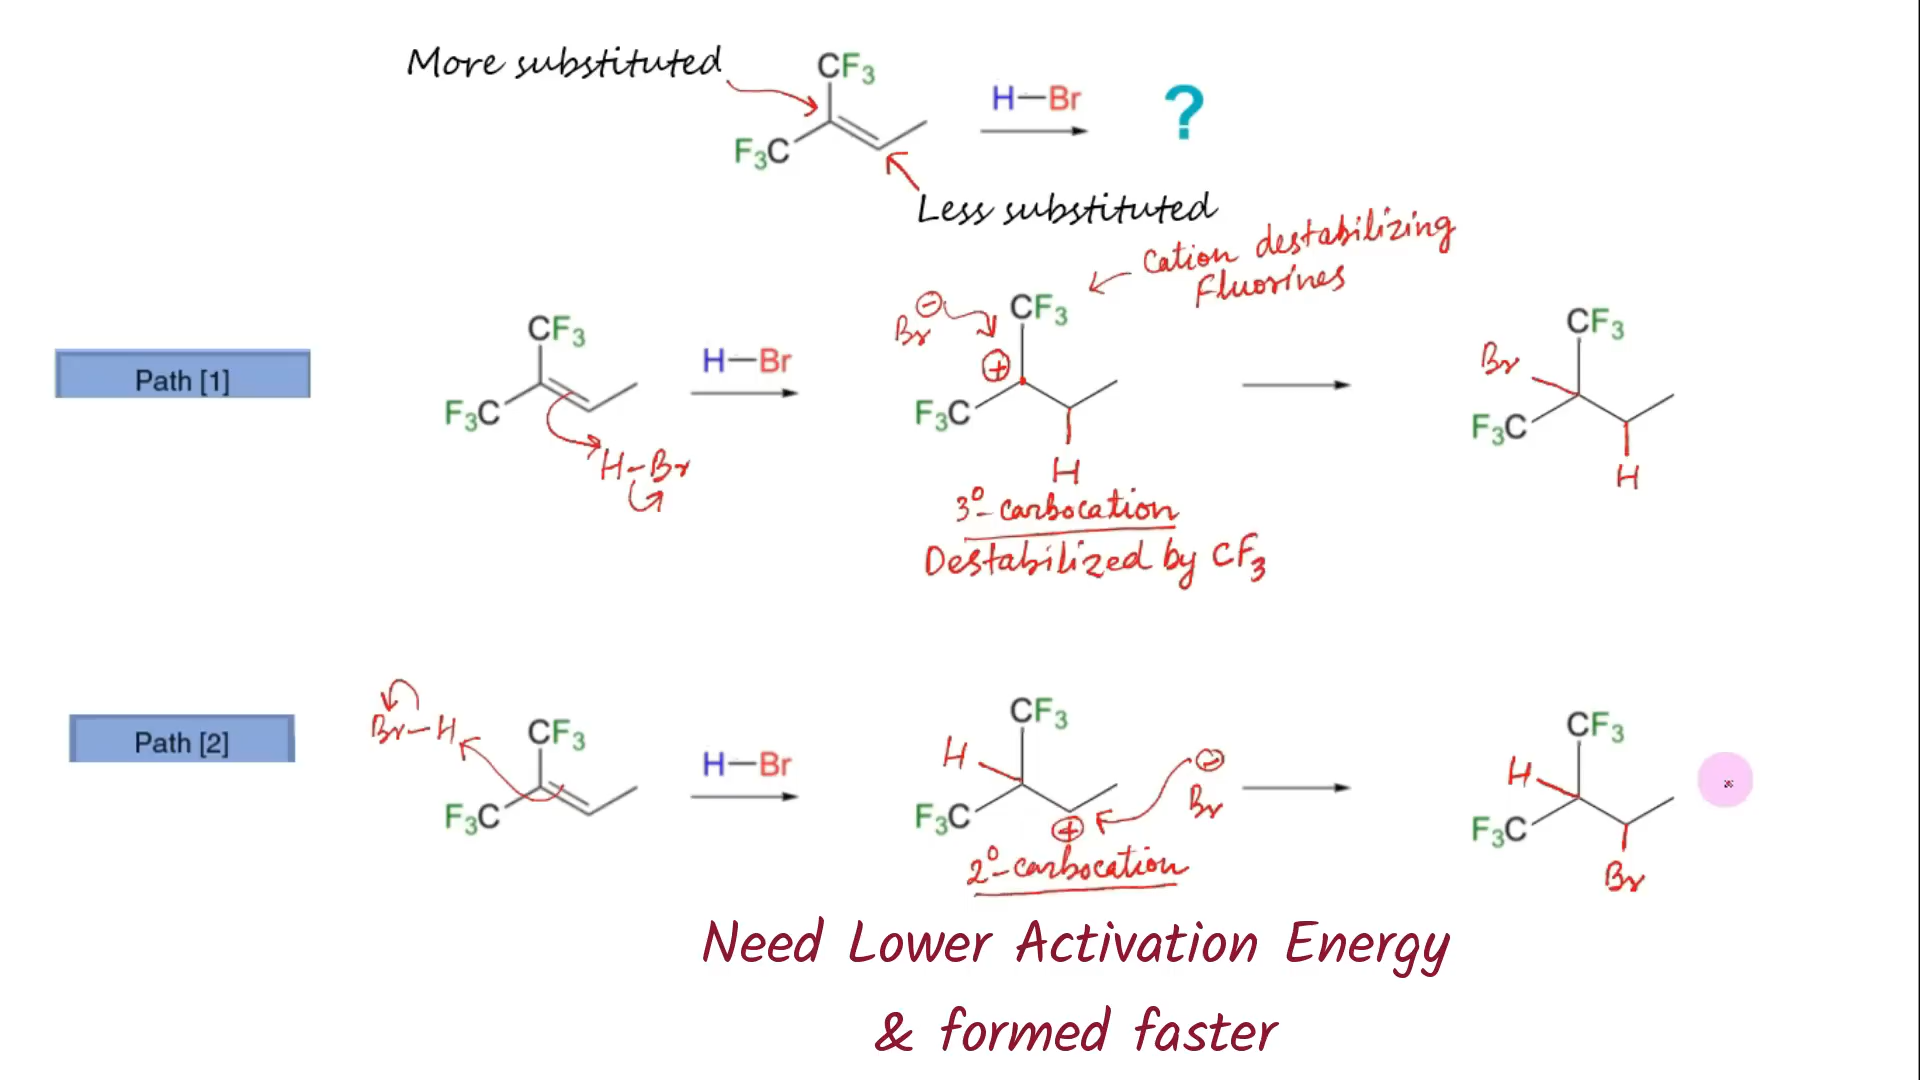 More substituted
CF3
F3C
H—Br
?
Less substituted
Cation destabilizing
Fluorines
Path [1]
CF3
F3C
H-Br
H—Br
Br ⊖
CF3
⊕
F3C
H
3°-carbocation
Destabilized by CF3
CF3
Br
F3C
H
Path [2]
Br-H
CF3
F3C
H—Br
CF3
H
F3C
⊕
⊖
Br
2°-carbocation
CF3
H
F3C
Br
Need Lower Activation Energy
& formed faster